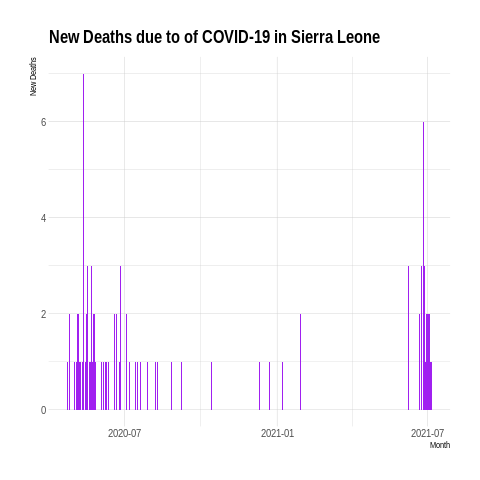 New Deaths due to of COVID-19 in Sierra Leone
New Deaths
6
4
2
0
2020-07
2021-01
2021-07
Month